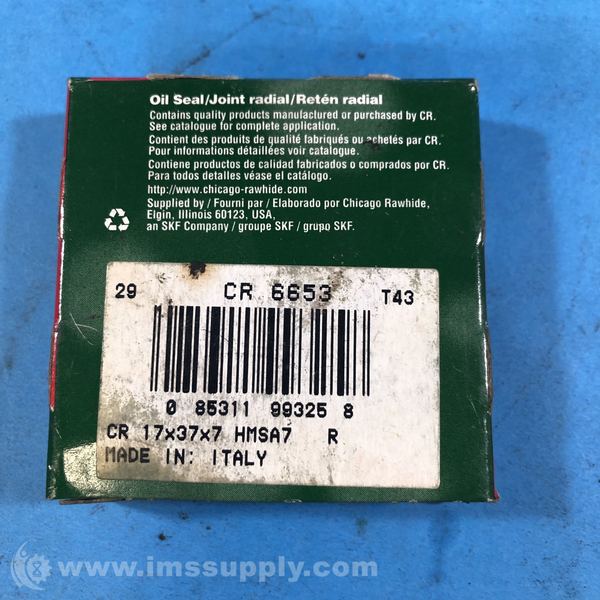 Oil Seal/Joint radial/Retén radial
Contains quality products manufactured or purchased by CR.
See catalogue for complete application.
Contient des produits de qualité fabriqués ou achetés par CR.
Pour informations détaillées voir catalogue.
Contiene productos de calidad fabricados o comprados por CR.
Para todos detalles véase el catálogo.
http://www.chicago-rawhide.com
Supplied by / Fourni par / Elaborado por Chicago Rawhide,
Elgin, Illinois 60123, USA,
an SKF Company / groupe SKF / grupo SKF.
29 CR 6653 T43
0 85311 99325 8
CR 17x37x7 HMSA7 R
MADE IN: ITALY
© www.imssupply.com